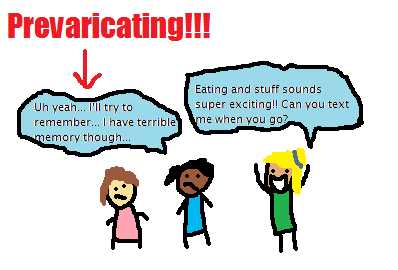 Prevaricating!!!
Uh yeah... I'll try to
remember... I have terrible
memory though...
Eating and stuff sounds
super exciting!! Can you text
me when you go?